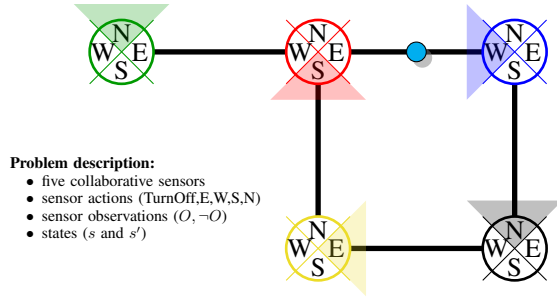 N
W E
S
N
W E
S
N
W E
S
Problem description:
• five collaborative sensors
• sensor actions (TurnOff,E,W,S,N)
• sensor observations (O, ¬O)
• states (s and s′)
N
W E
S
N
W E
S